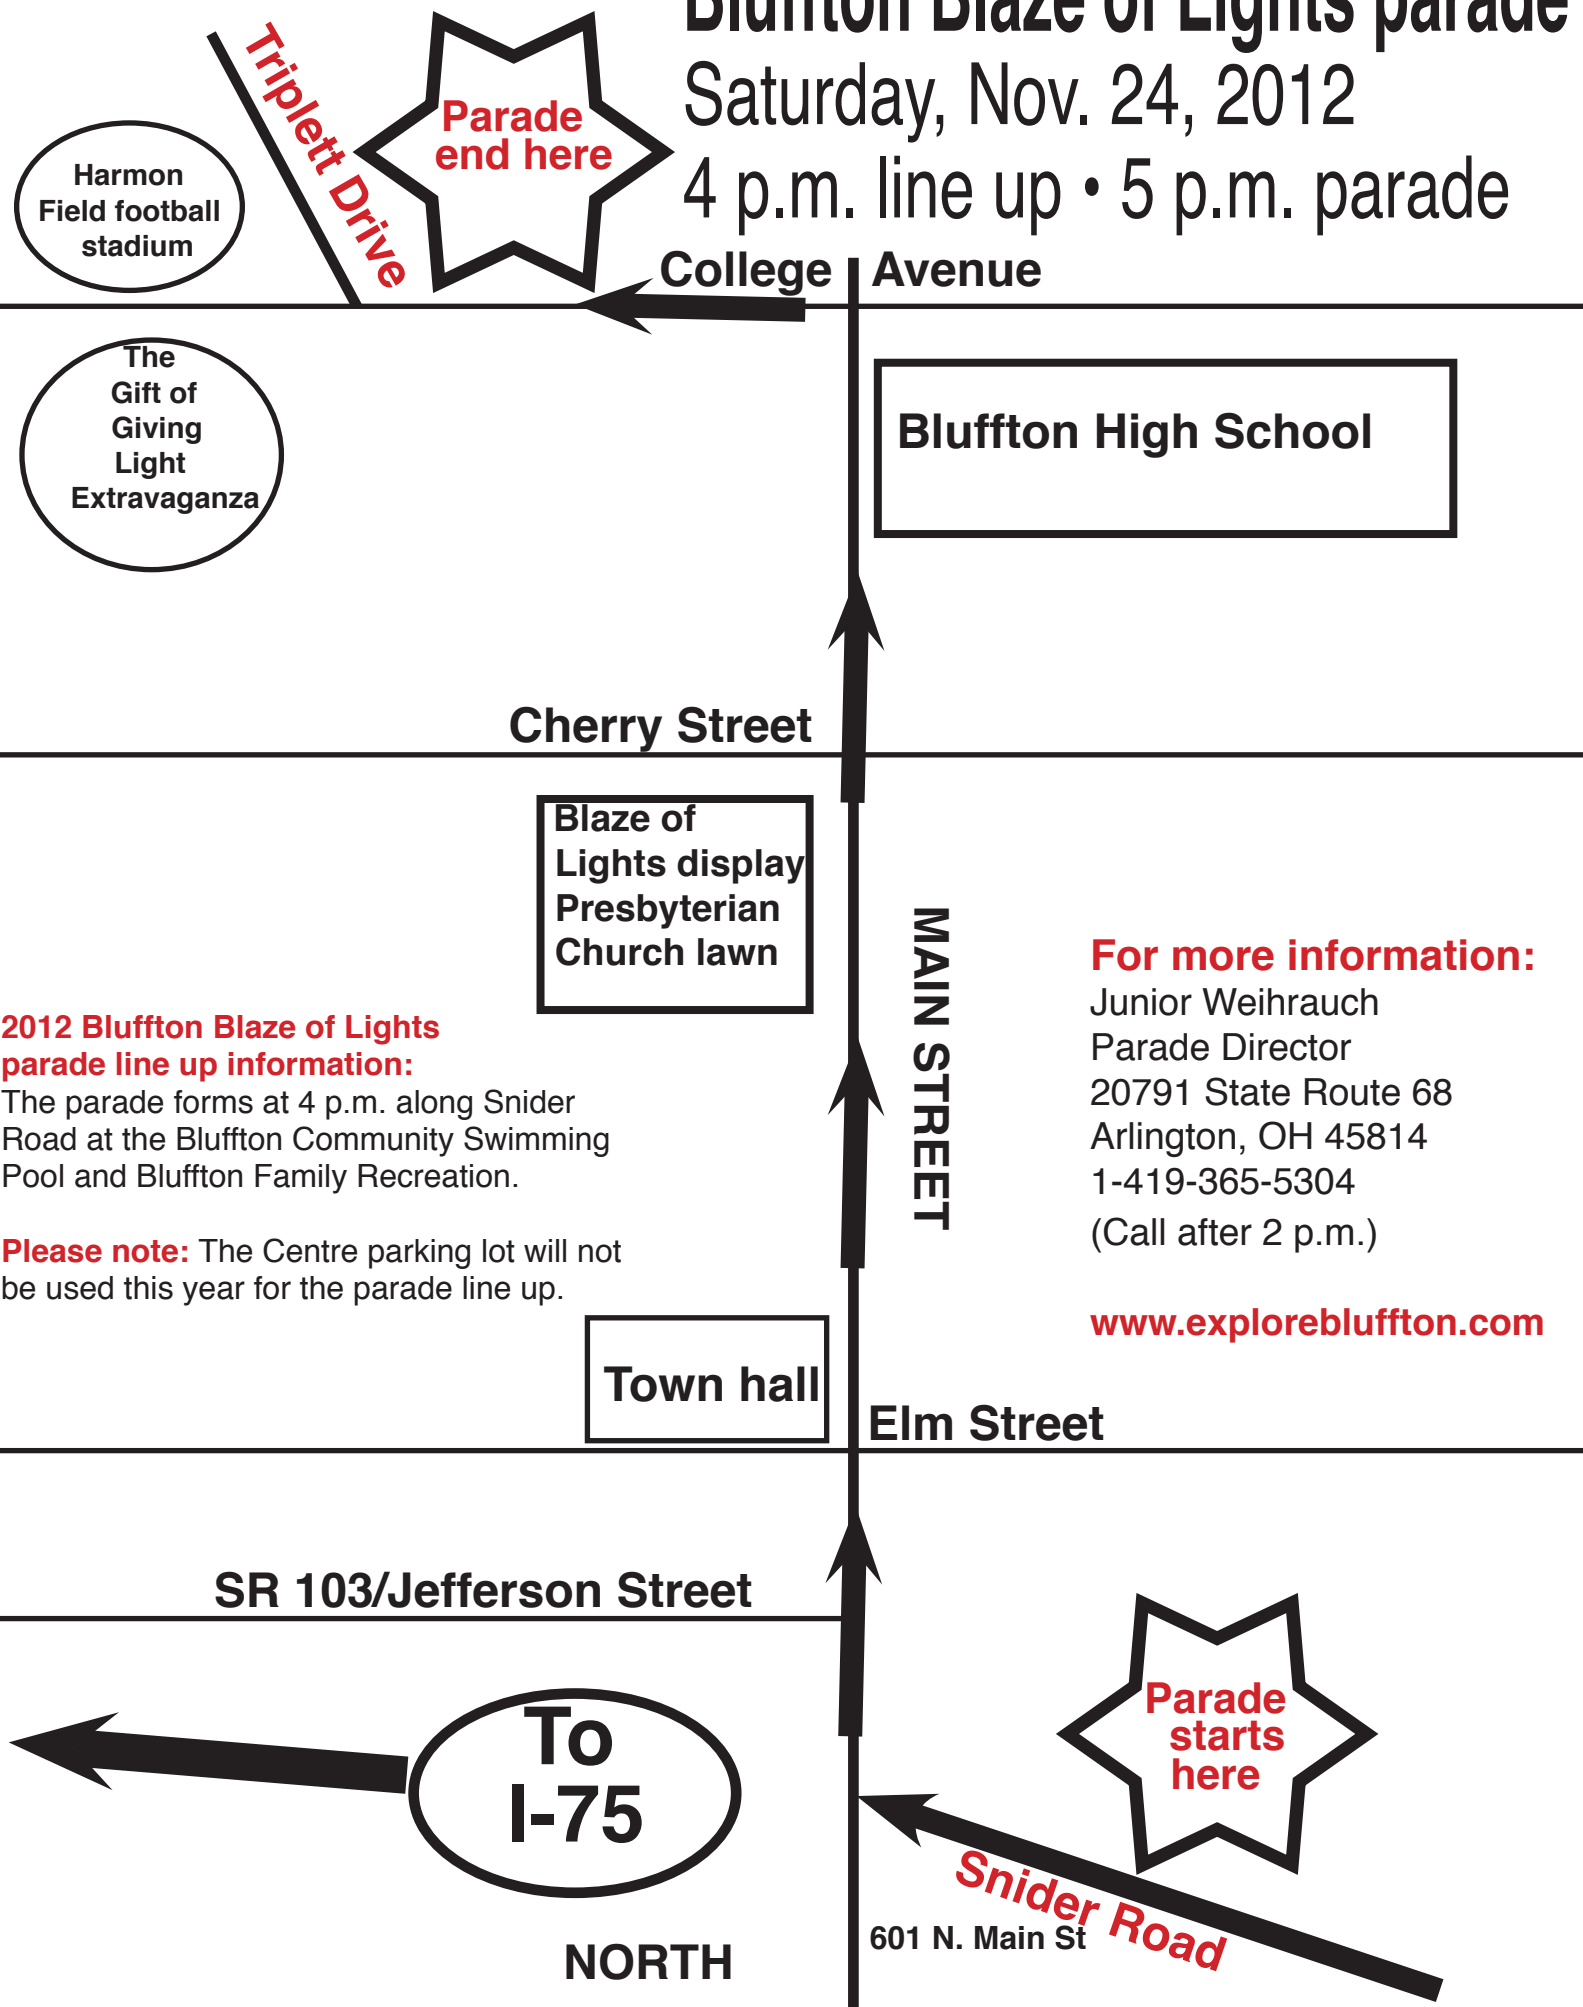 Bluffton Blaze of Lights parade
Saturday, Nov. 24, 2012
4 p.m. line up • 5 p.m. parade
Triplett Drive
Parade
end here
Harmon
Field football
stadium
College Avenue
The
Gift of
Giving
Light
Extravaganza
Bluffton High School
Cherry Street
Blaze of
Lights display
Presbyterian
Church lawn
MAIN STREET
For more information:
Junior Weihrauch
Parade Director
20791 State Route 68
Arlington, OH 45814
1-419-365-5304
(Call after 2 p.m.)
www.explorebluffton.com
2012 Bluffton Blaze of Lights
parade line up information:
The parade forms at 4 p.m. along Snider
Road at the Bluffton Community Swimming
Pool and Bluffton Family Recreation.
Please note: The Centre parking lot will not
be used this year for the parade line up.
Town hall
Elm Street
SR 103/Jefferson Street
Parade
starts
here
To
I-75
Snider Road
601 N. Main St
NORTH